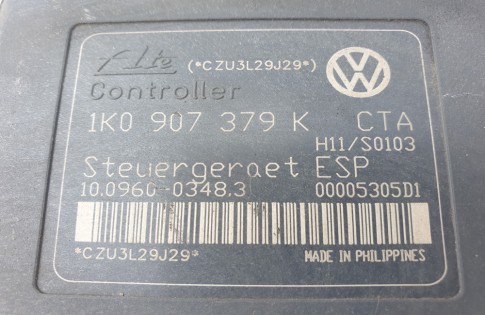 Ate (*CZU3L29J29*)
Controller
1K0 907 379 K CTA
H11/S0103
Steuergeraet ESP
10.0960-0348.3 00005305D1
*CZU3L29J29*
MADE IN PHILIPPINES